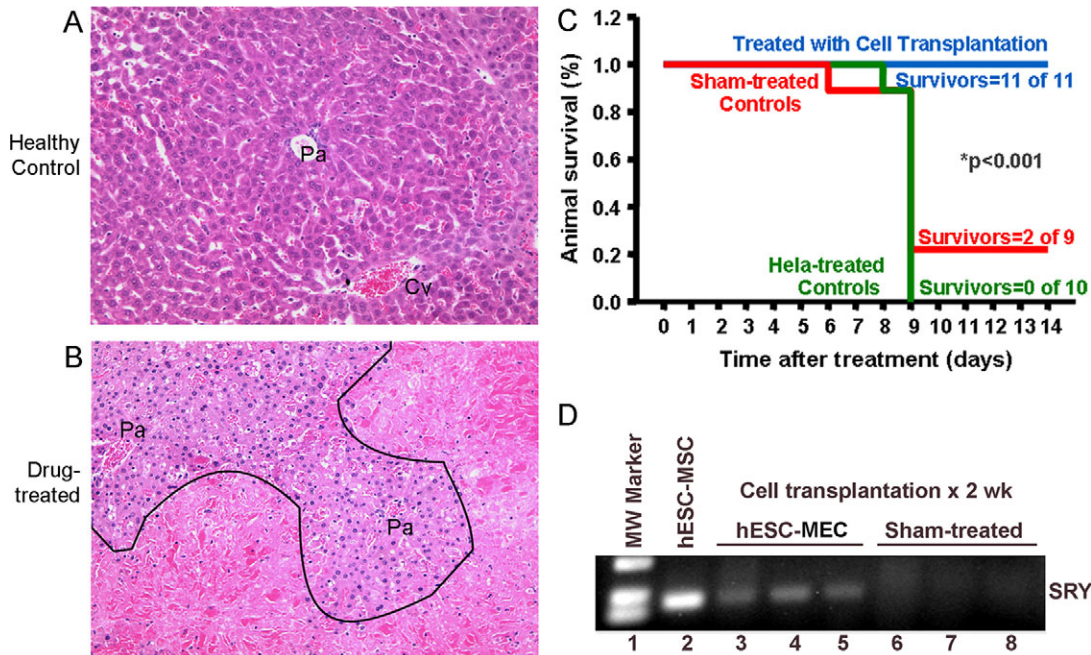 A
Healthy
Control
Pa
Cv
B
Drug-
treated
Pa
Pa
C
Animal survival (%)
1.2
1.0
0.8
0.6
0.4
0.2
0.0
Treated with Cell Transplantation
Survivors=11 of 11
Sham-treated
Controls
*p<0.001
Survivors=2 of 9
Hela-treated
Controls
Survivors=0 of 10
0 1 2 3 4 5 6 7 8 9 10 11 12 13 14
Time after treatment (days)
D
MW Marker
hESC-MSC
Cell transplantation x 2 wk
hESC-MEC
Sham-treated
SRY
1 2 3 4 5 6 7 8